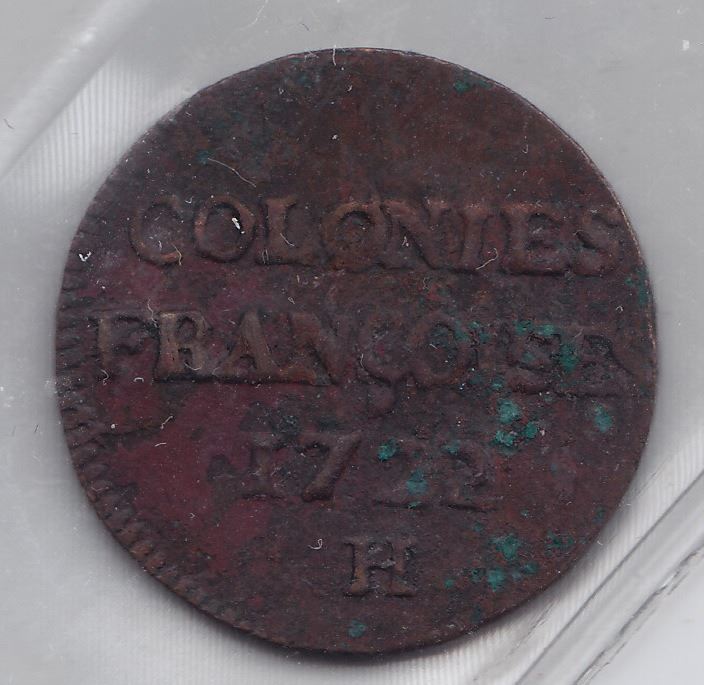 COLONIES
FRANÇOISES
1722
H